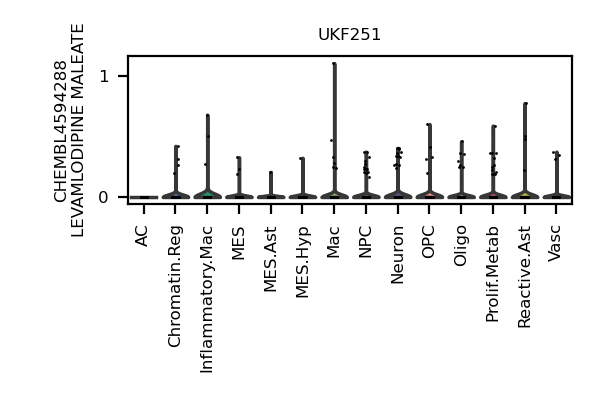 UKF251
CHEMBL4594288
LEVAMLODIPINE MALEATE
1
0
AC
Chromatin.Reg
Inflammatory.Mac
MES
MES.Ast
MES.Hyp
Mac
NPC
Neuron
OPC
Oligo
Prolif.Metab
Reactive.Ast
Vasc